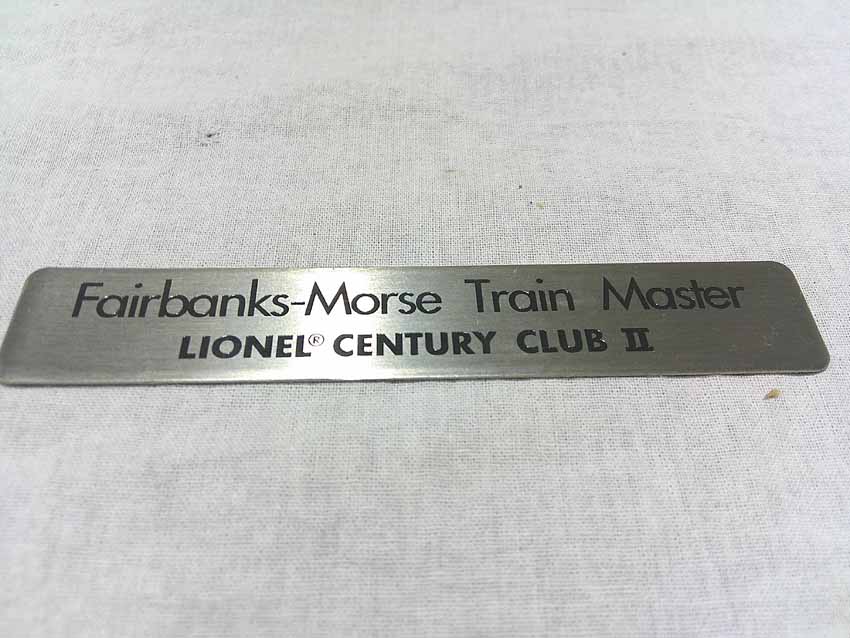 Fairbanks-Morse Train Master
LIONEL® CENTURY CLUB II